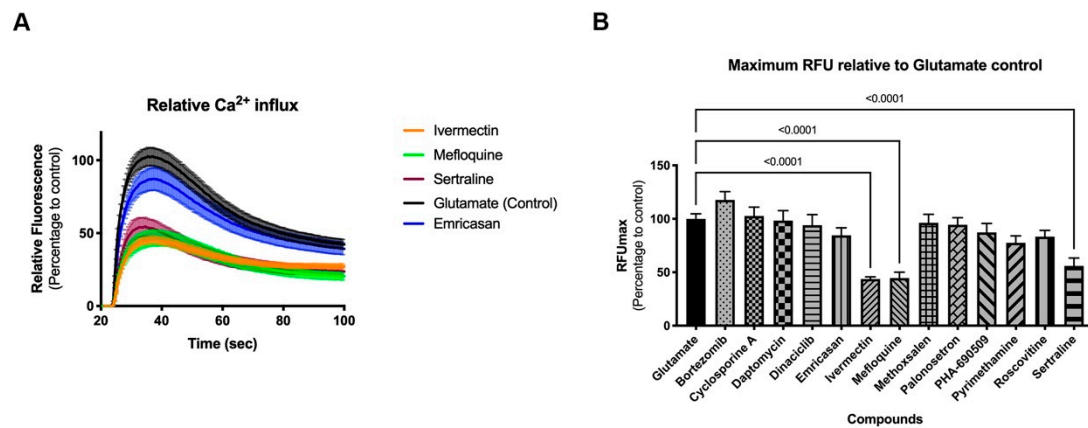 A
Relative Ca²⁺ influx
Relative Fluorescence
(Percentage to control)
100
50
0
20 40 60 80 100
Time (sec)
Ivermectin
Mefloquine
Sertraline
Glutamate (Control)
Emricasan
B
Maximum RFU relative to Glutamate control
<0.0001
<0.0001
<0.0001
RFUmax
(Percentage to control)
150
100
50
0
Glutamate
Bortezomib
Cyclosporine A
Daptomycin
Dinaciclib
Emricasan
Ivermectin
Mefloquine
Methoxsalen
Palonosetron
PHA-690509
Pyrimethamine
Roscovitine
Sertraline
Compounds